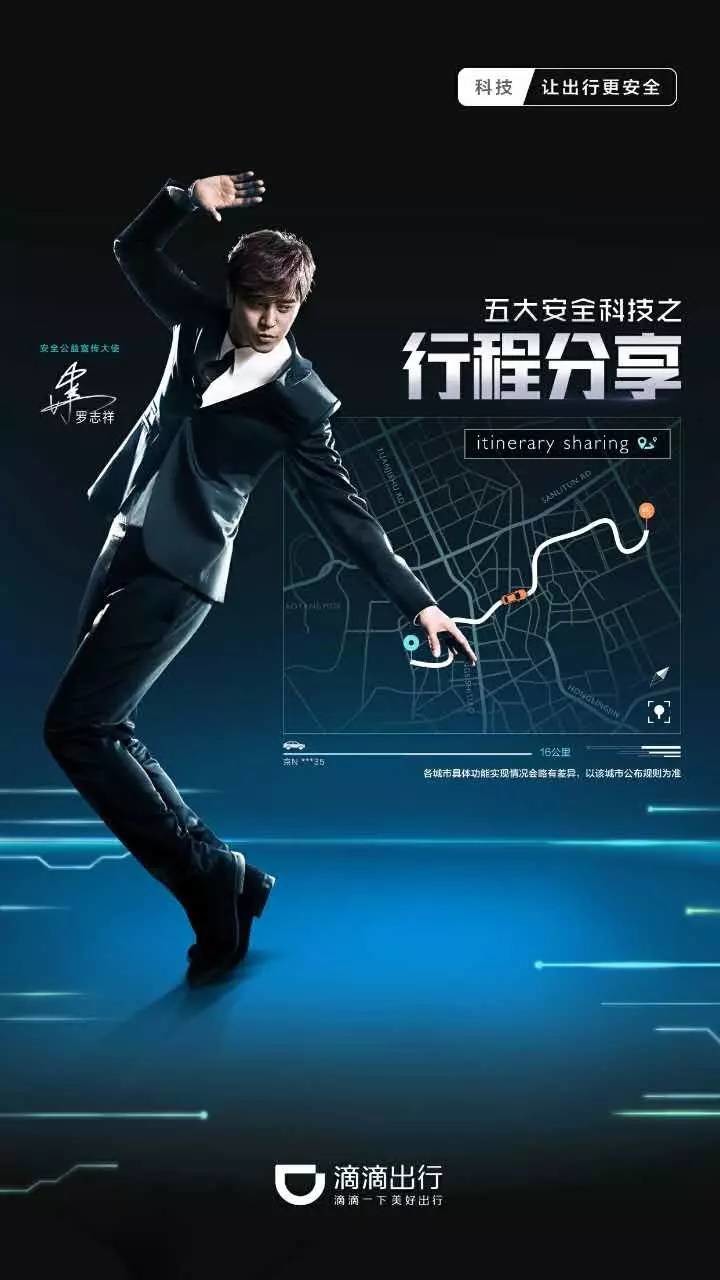 科技 让出行更安全
五大安全科技之
行程分享
安全公益宣传大使
罗志祥
itinerary sharing
SANLITUN RD
HONGLINGJIN
16公里
京N ***35
各城市具体功能实现情况会略有差异，以该城市公布规则为准
滴滴出行
滴滴一下 美好出行